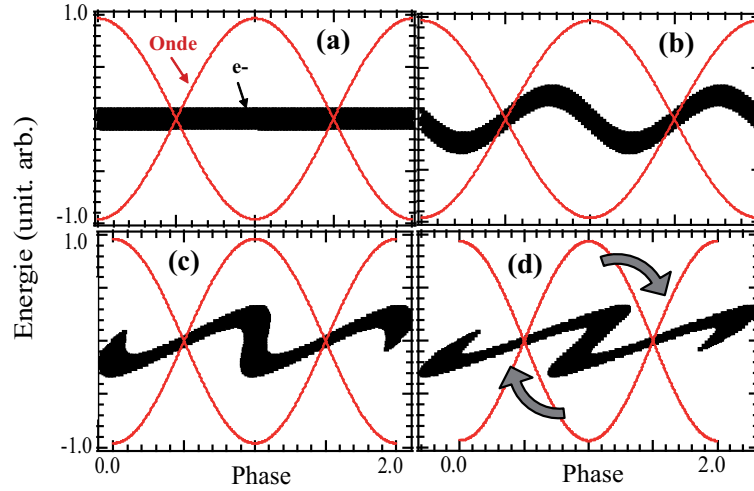 1.0
Onde
(a)
e-
(b)
-1.0
1.0
(c)
(d)
Energie (unit. arb.)
-1.0
0.0
Phase
2.0
0.0
Phase
2.0